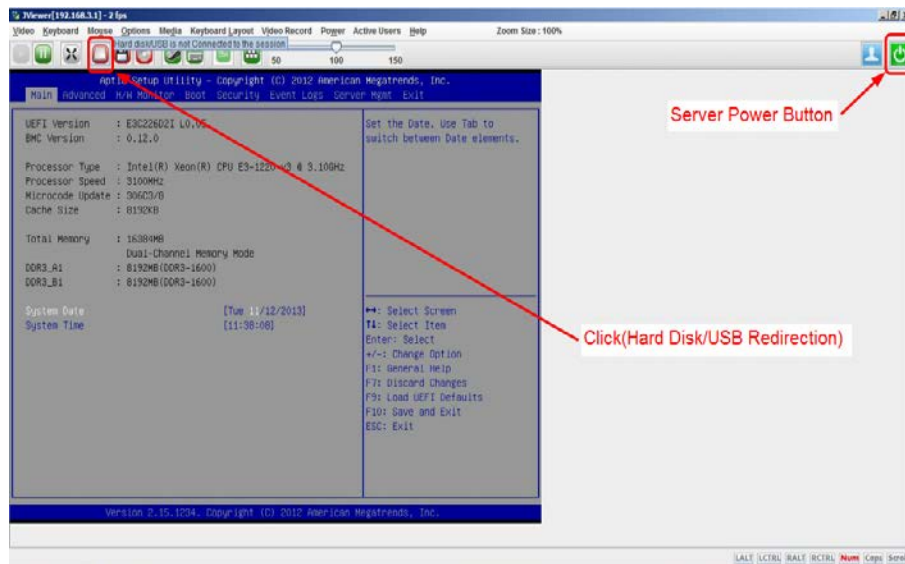 JViewer[192.168.3.1] - 2 fps
Video Keyboard Mouse Options Media Keyboard Layout Video Record Power Active Users Help Zoom Size : 100%
Hard disk/USB is not Connected to the session
50 100 150
Server Power Button
Aptio Setup Utility - Copyright (C) 2012 American Megatrends, Inc.
Main Advanced H/W Monitor Boot Security Event Logs Server Mgmt Exit
UEFI Version : E3C226D2I L0.05
BMC Version : 0.12.0
Set the Date. Use Tab to
switch between Date elements.
Processor Type : Intel(R) Xeon(R) CPU E3-1220 v3 @ 3.10GHz
Processor Speed : 3100MHz
Microcode Update : 306C3/8
Cache Size : 8192KB
Total Memory : 16384MB
Dual-Channel Memory Mode
DDR3_A1 : 8192MB(DDR3-1600)
DDR3_B1 : 8192MB(DDR3-1600)
System Date [Tue 11/12/2013]
System Time [11:38:08]
↔: Select Screen
↑↓: Select Item
Enter: Select
+/-: Change Option
F1: General Help
F7: Discard Changes
F9: Load UEFI Defaults
F10: Save and Exit
ESC: Exit
Click(Hard Disk/USB Redirection)
Version 2.15.1234. Copyright (C) 2012 American Megatrends, Inc.
LALT LCTRL RALT RCTRL Num Caps Scroll